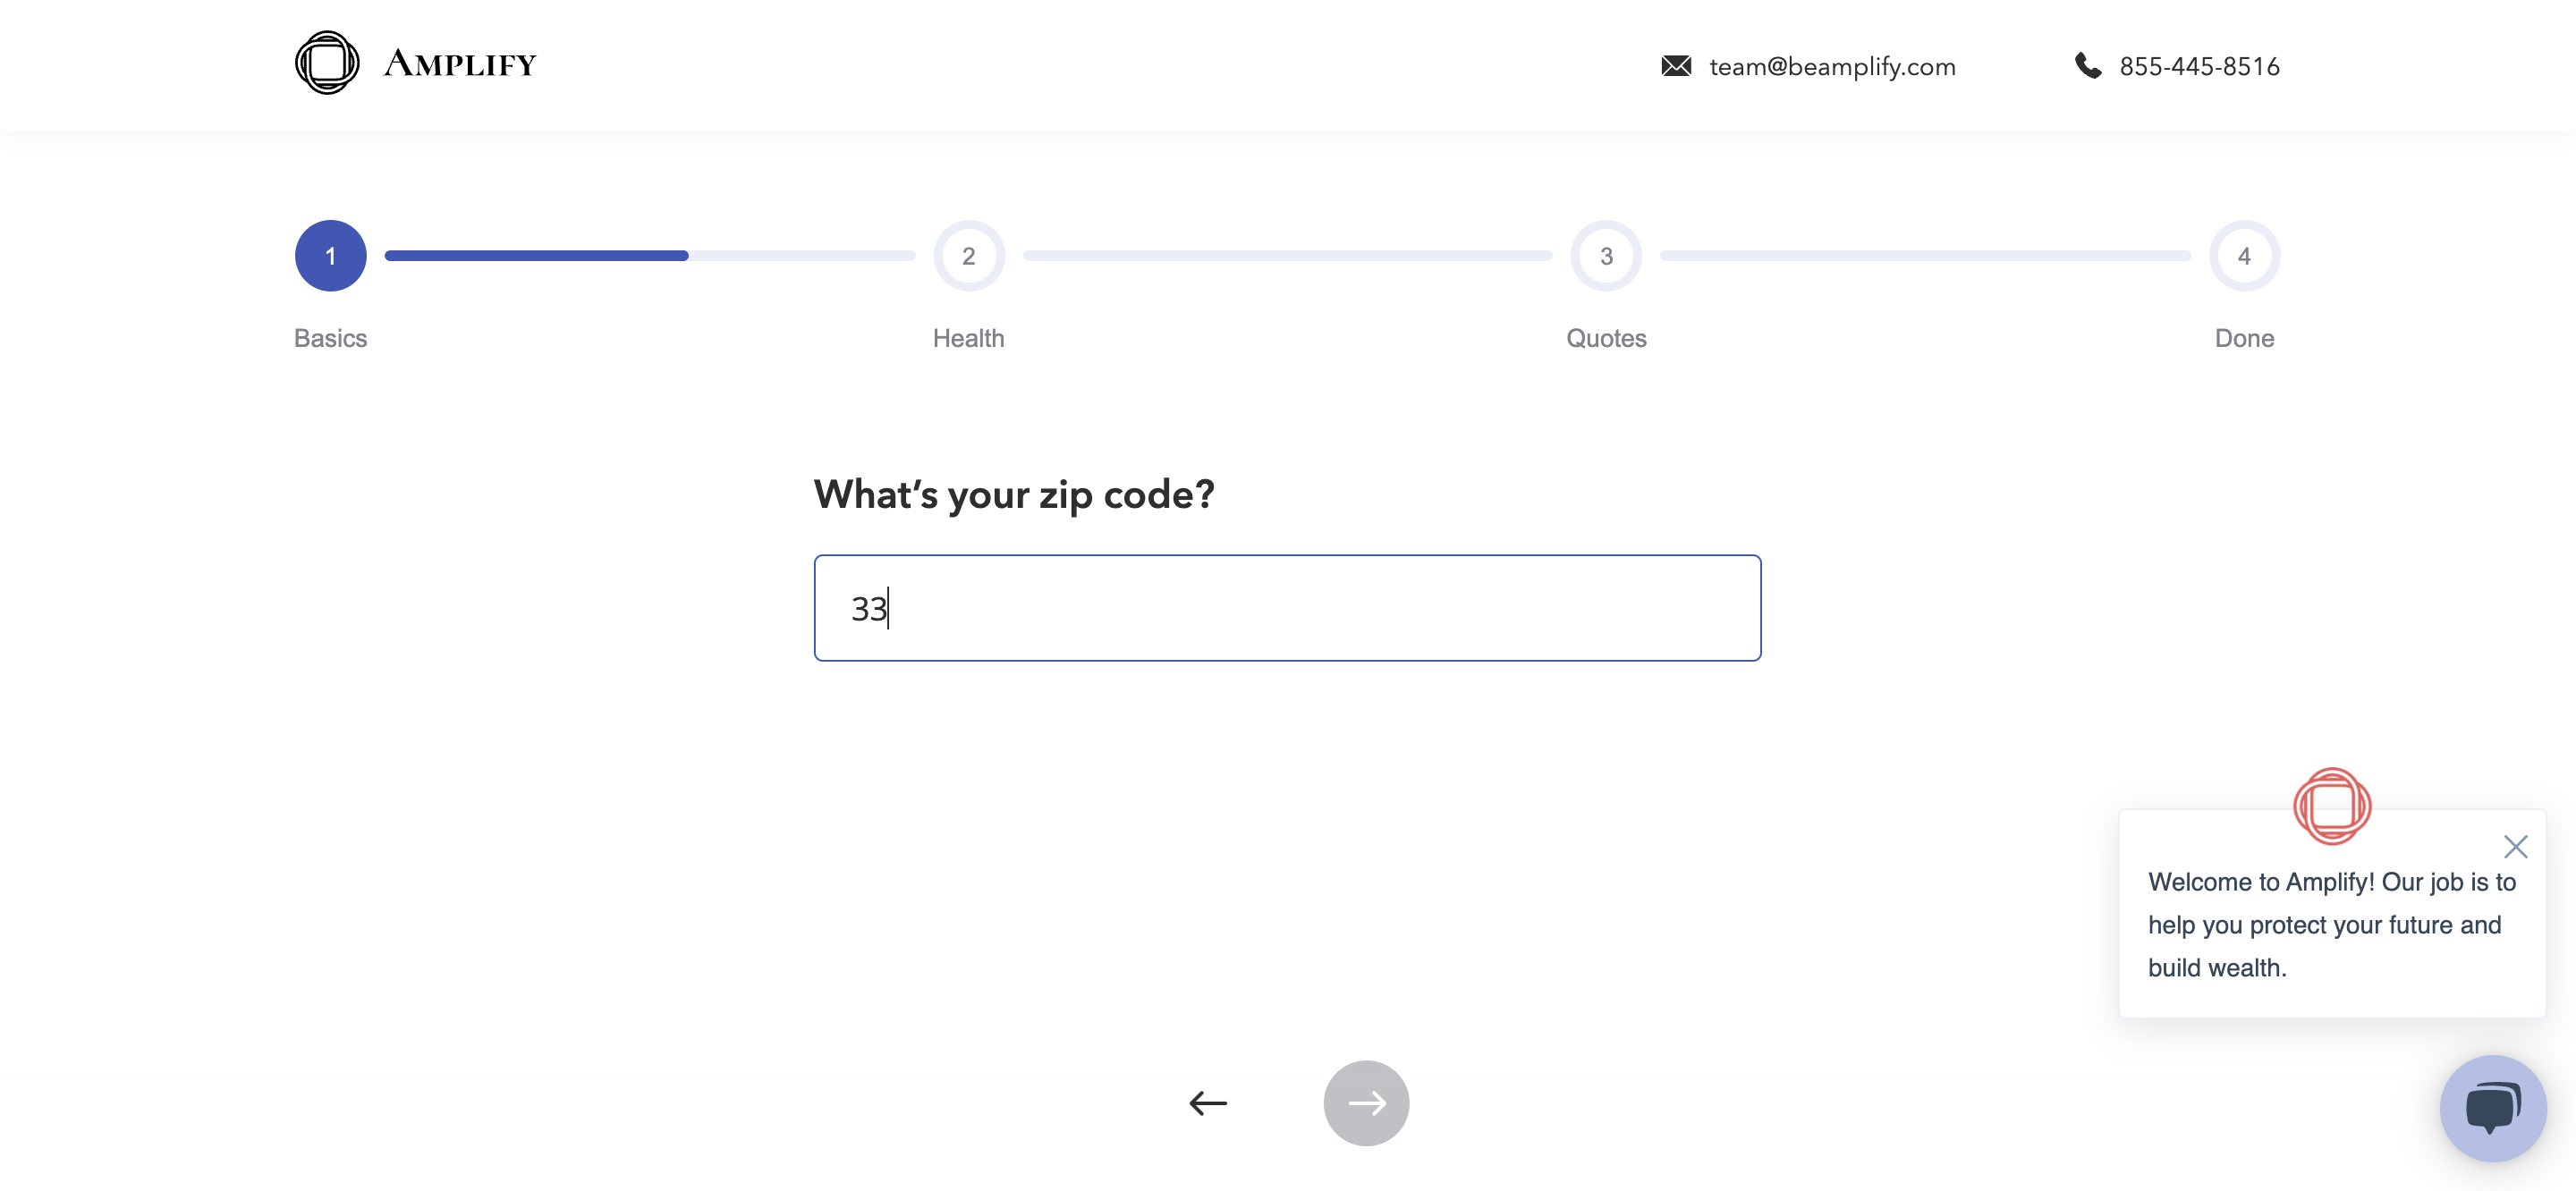 AMPLIFY
team@beamplify.com
855-445-8516
1
2
3
4
Basics
Health
Quotes
Done
What's your zip code?
33
Welcome to Amplify! Our job is to
help you protect your future and
build wealth.